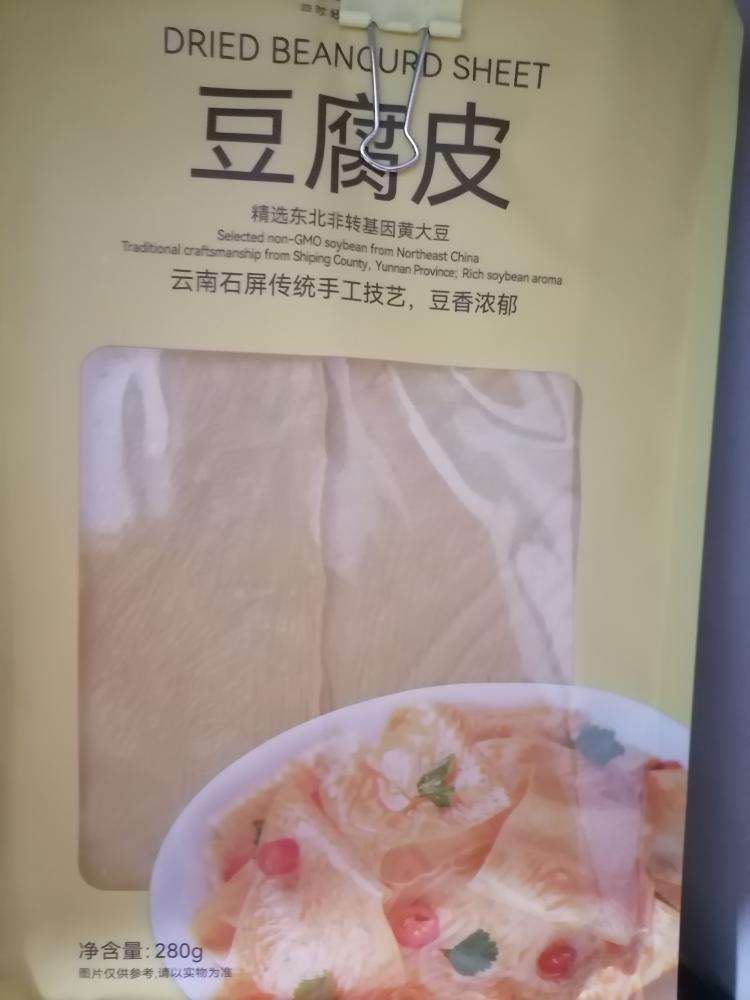 DRIED BEANCURD SHEET
豆腐皮
精选东北非转基因黄大豆
Selected non-GMO soybean from Northeast China
Traditional craftsmanship from Shiping County, Yunnan Province; Rich soybean aroma
云南石屏传统手工技艺，豆香浓郁
净含量:280g
图片仅供参考,请以实物为准